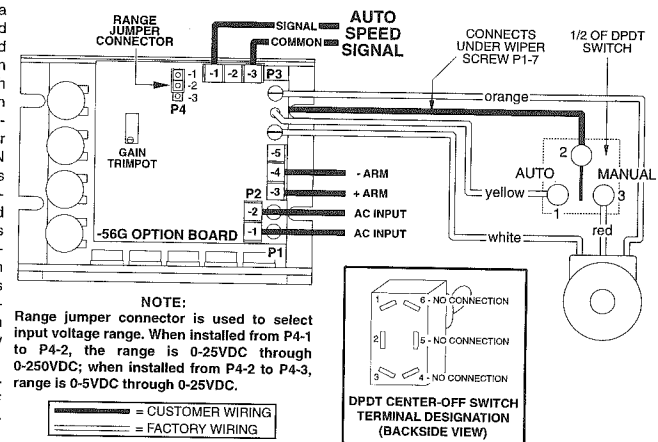 RANGE
JUMPER
CONNECTOR
SIGNAL
COMMON
AUTO
SPEED
SIGNAL
CONNECTS
UNDER WIPER
SCREW P1-7
1/2 OF DPDT
SWITCH
-1 -2 -3 P3
-1
-2
-3
P4
GAIN
TRIMPOT
orange
2
AUTO
MANUAL
yellow
1
3
red
white
-5
-4
- ARM
P2
-3
+ ARM
-2
AC INPUT
-56G OPTION BOARD
-1
AC INPUT
P1
NOTE:
Range jumper connector is used to select
input voltage range. When installed from P4-1
to P4-2, the range is 0-25VDC through
0-250VDC; when installed from P4-2 to P4-3,
range is 0-5VDC through 0-25VDC.
= CUSTOMER WIRING
= FACTORY WIRING
1
6 - NO CONNECTION
2
5 - NO CONNECTION
3
4 - NO CONNECTION
DPDT CENTER-OFF SWITCH
TERMINAL DESIGNATION
(BACKSIDE VIEW)